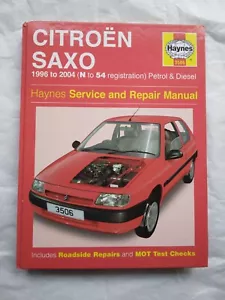 CITROËN
SAXO
1996 to 2004 (N to 54 registration) Petrol & Diesel
Haynes
3506
Haynes Service and Repair Manual
3506
Includes Roadside Repairs and MOT Test Checks